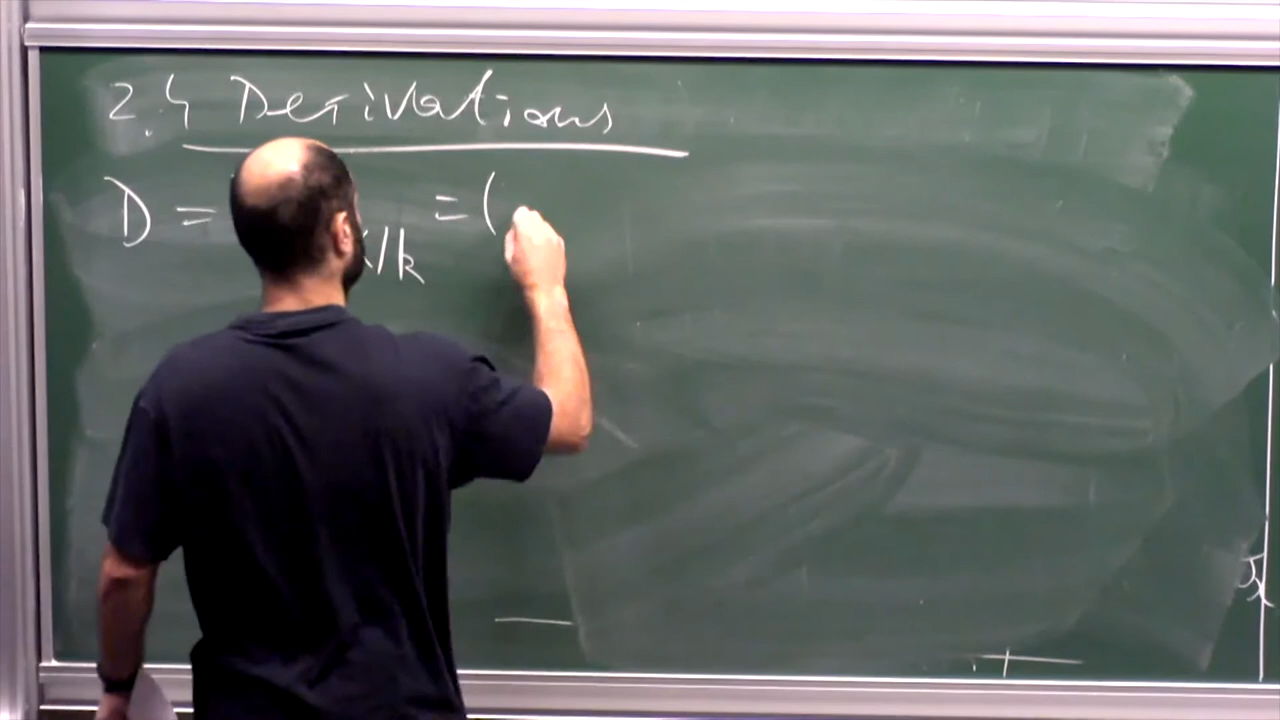 2.4 Derivations
D = /k = (